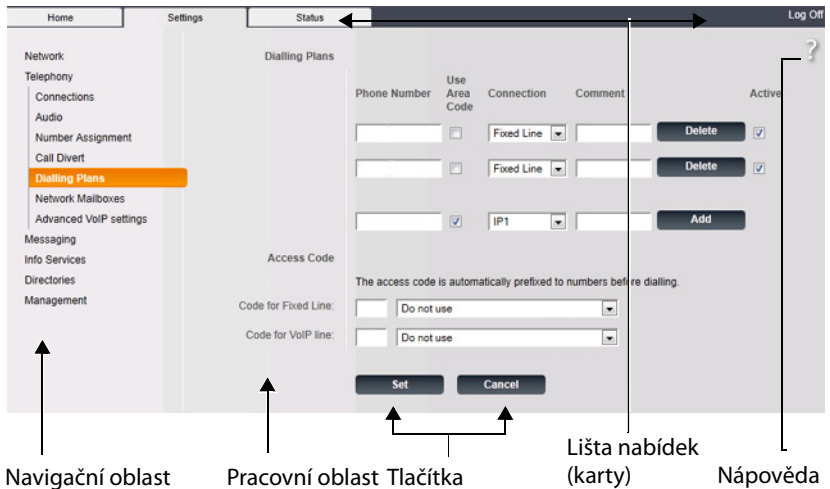 Home Settings Status Log Off
?
Network
Telephony
Connections
Audio
Number Assignment
Call Divert
Dialling Plans
Network Mailboxes
Advanced VoIP settings
Messaging
Info Services
Directories
Management
Dialling Plans
Phone Number Use Area Code Connection Comment Active
Fixed Line Delete
Fixed Line Delete
IP1 Add
Access Code
The access code is automatically prefixed to numbers before dialling.
Code for Fixed Line: Do not use
Code for VoIP line: Do not use
Set Cancel
Navigační oblast Pracovní oblast Tlačítka Lišta nabídek (karty) Nápověda